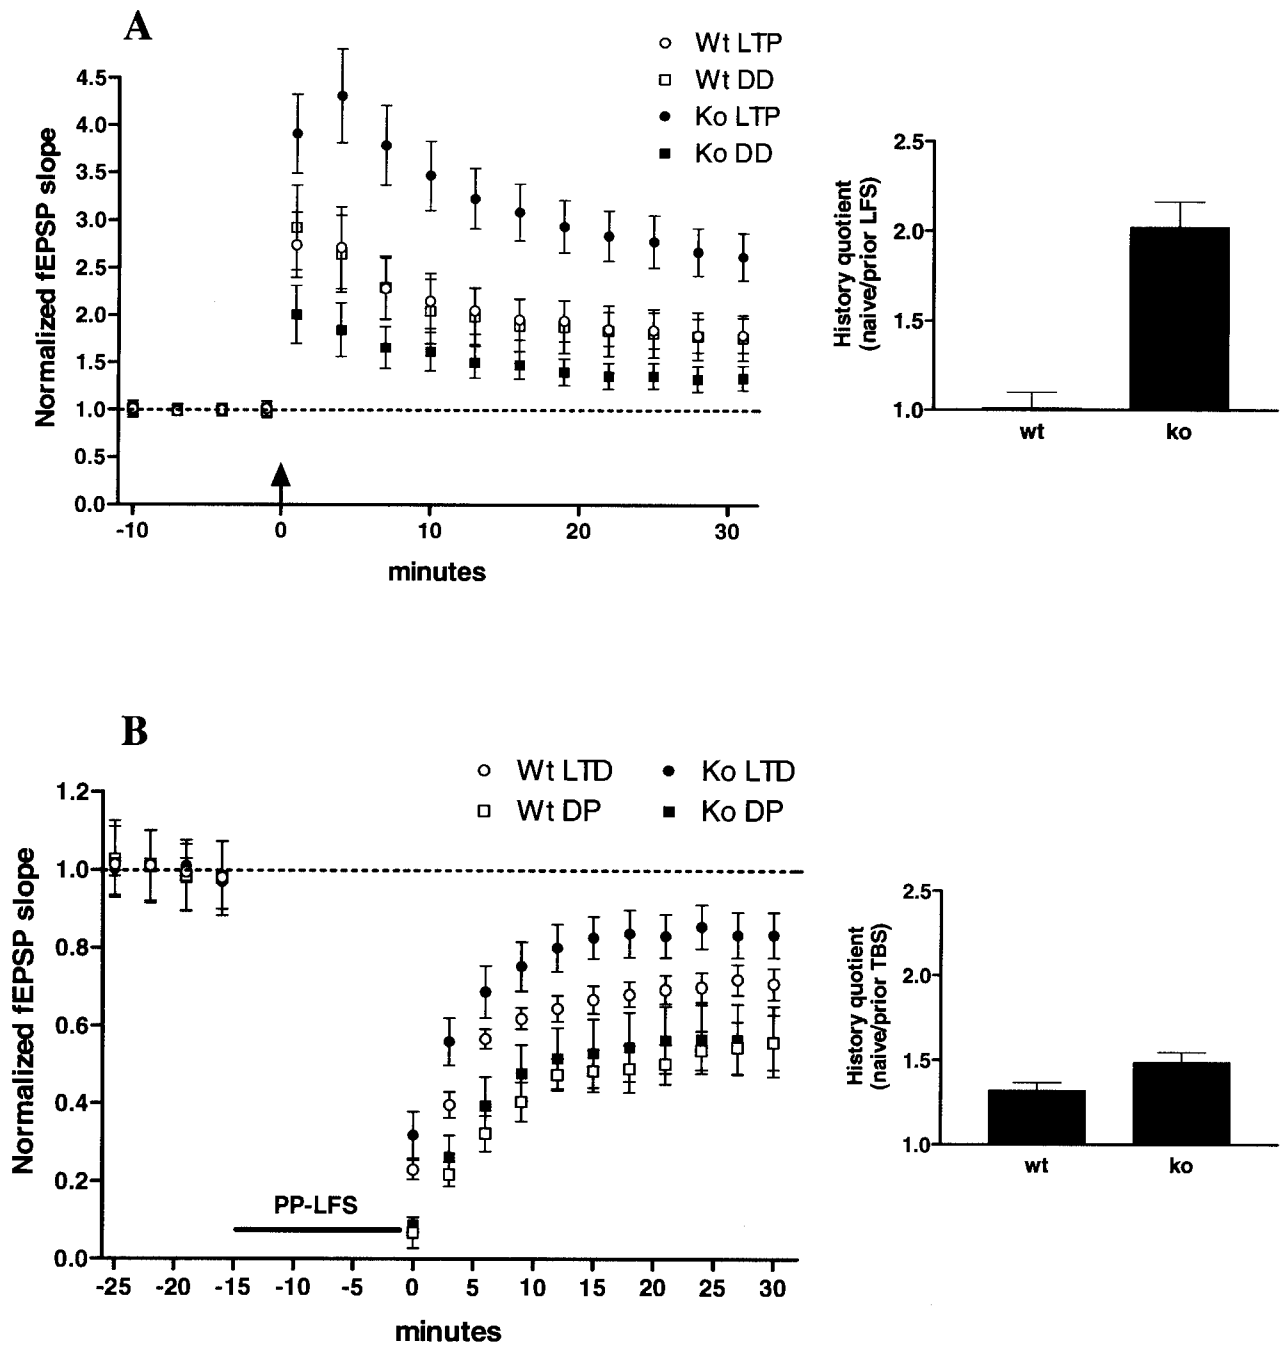 A
Wt LTP
Wt DD
Ko LTP
Ko DD
Normalized fEPSP slope
4.5
4.0
3.5
3.0
2.5
2.0
1.5
1.0
0.5
0.0
-10
0
10
20
30
minutes
History quotient
(naive/prior LFS)
2.5
2.0
1.5
1.0
wt
ko
B
Wt LTD
Ko LTD
Wt DP
Ko DP
Normalized fEPSP slope
1.2
1.0
0.8
0.6
0.4
0.2
0.0
PP-LFS
-25
-20
-15
-10
-5
0
5
10
15
20
25
30
minutes
History quotient
(naive/prior TBS)
2.5
2.0
1.5
1.0
wt
ko